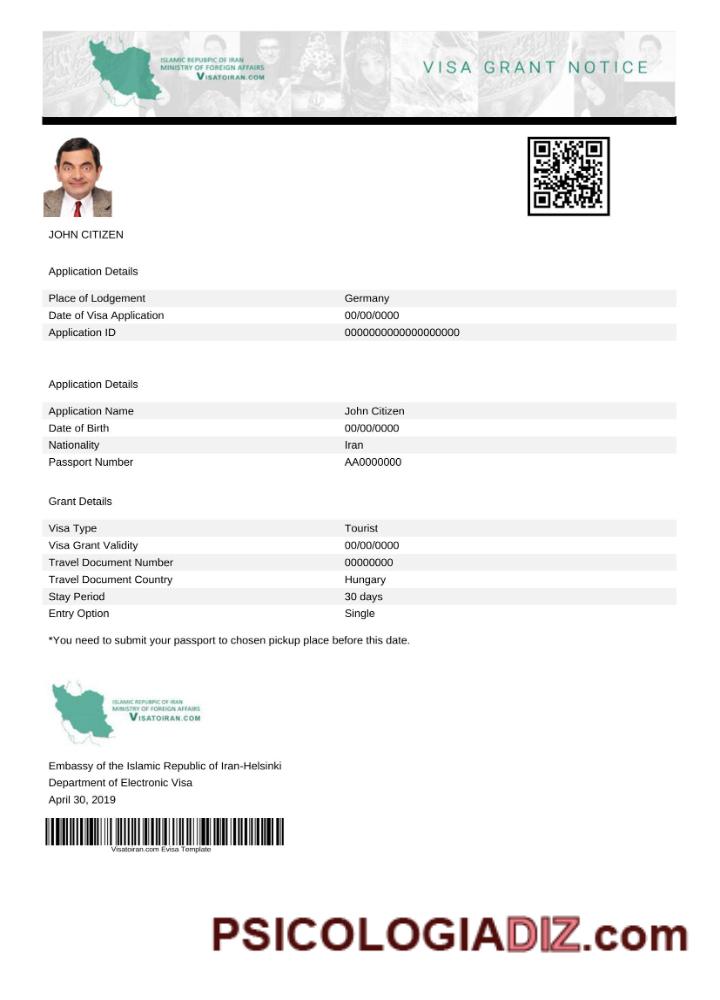 ISLAMIC REPUBPIC OF IRAN
MINISTRY OF FOREIGN AFFAIRS
VISATOIRAN.COM
VISA GRANT NOTICE
JOHN CITIZEN
Application Details
Place of Lodgement Germany
Date of Visa Application 00/00/0000
Application ID 0000000000000000000
Application Details
Application Name John Citizen
Date of Birth 00/00/0000
Nationality Iran
Passport Number AA0000000
Grant Details
Visa Type Tourist
Visa Grant Validity 00/00/0000
Travel Document Number 00000000
Travel Document Country Hungary
Stay Period 30 days
Entry Option Single
*You need to submit your passport to chosen pickup place before this date.
ISLAMIC REPUBPIC OF IRAN
MINISTRY OF FOREIGN AFFAIRS
VISATOIRAN.COM
Embassy of the Islamic Republic of Iran-Helsinki
Department of Electronic Visa
April 30, 2019
Visatoiran.com Evisa Template
PSICOLOGIADIZ.com